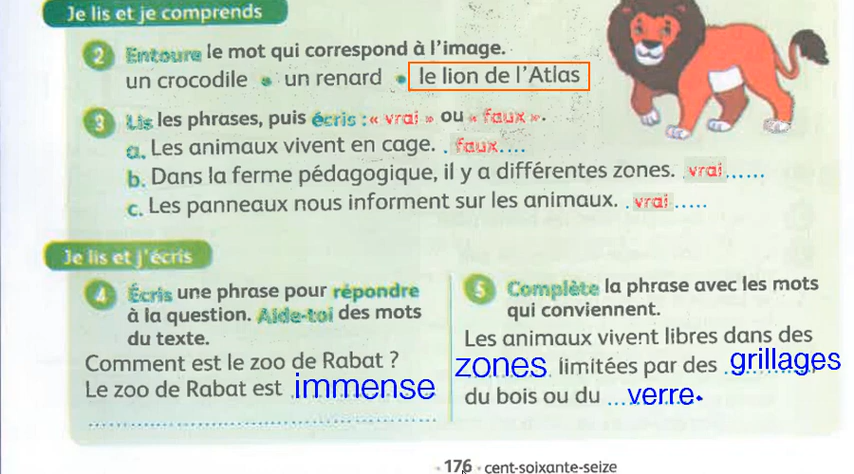 Je lis et je comprends
2 Entoure le mot qui correspond à l'image.
un crocodile • un renard • le lion de l'Atlas
3 Lis les phrases, puis écris : « vrai » ou « faux ».
a. Les animaux vivent en cage. . faux....
b. Dans la ferme pédagogique, il y a différentes zones. .vrai......
c. Les panneaux nous informent sur les animaux. .vrai.....
Je lis et j'écris
4 Écris une phrase pour répondre
à la question. Aide-toi des mots
du texte.
Comment est le zoo de Rabat ?
Le zoo de Rabat est immense
5 Complète la phrase avec les mots
qui conviennent.
Les animaux vivent libres dans des
zones limitées par des grillages
du bois ou du ...verre.
• 176 • cent-soixante-seize